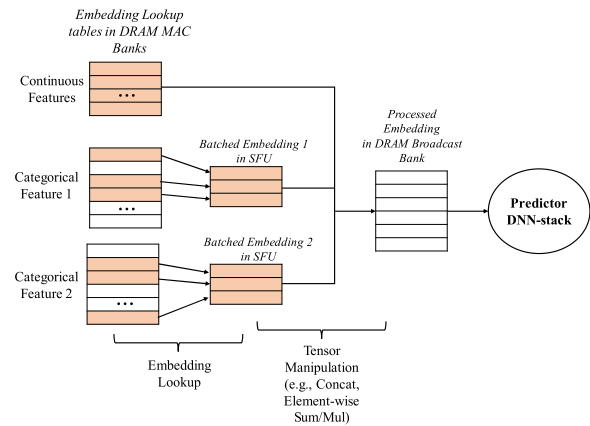 Embedding Lookup
tables in DRAM MAC
Banks
Continuous
Features
...
Processed
Embedding
in DRAM Broadcast
Bank
Batched Embedding 1
in SFU
Categorical
Feature 1
...
Predictor
DNN-stack
Batched Embedding 2
in SFU
Categorical
Feature 2
...
Embedding
Lookup
Tensor
Manipulation
(e.g., Concat,
Element-wise
Sum/Mul)